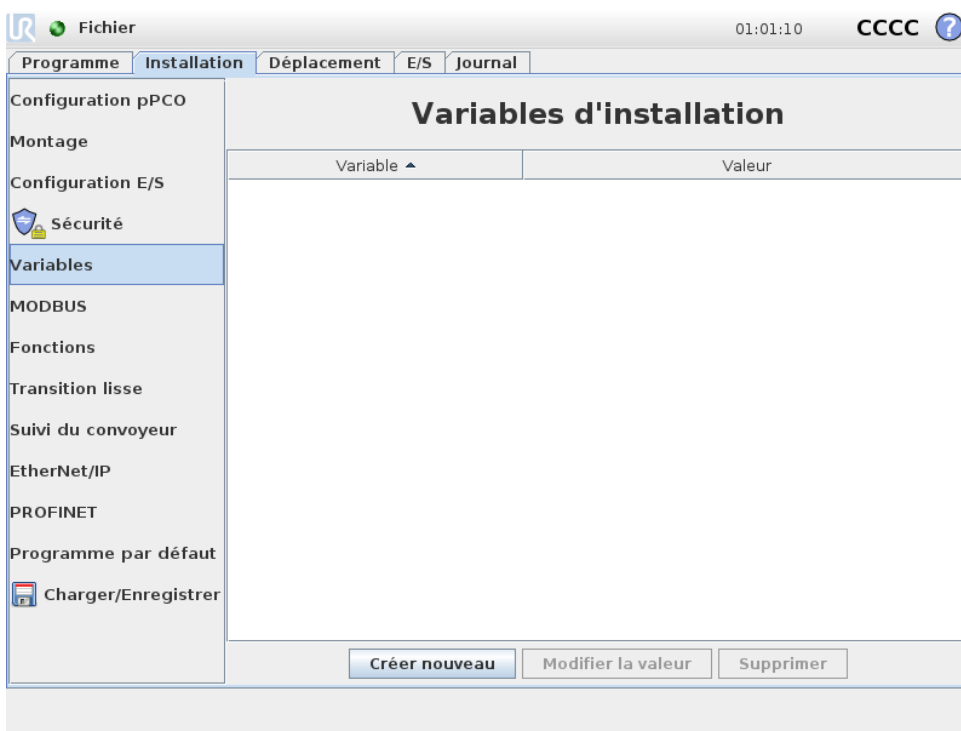 UR Fichier 01:01:10 CCCC ?
Programme Installation Déplacement E/S Journal
Configuration pPCO
Montage
Configuration E/S
Sécurité
Variables
MODBUS
Fonctions
Transition lisse
Suivi du convoyeur
EtherNet/IP
PROFINET
Programme par défaut
Charger/Enregistrer
Variables d'installation
Variable Valeur
Créer nouveau Modifier la valeur Supprimer